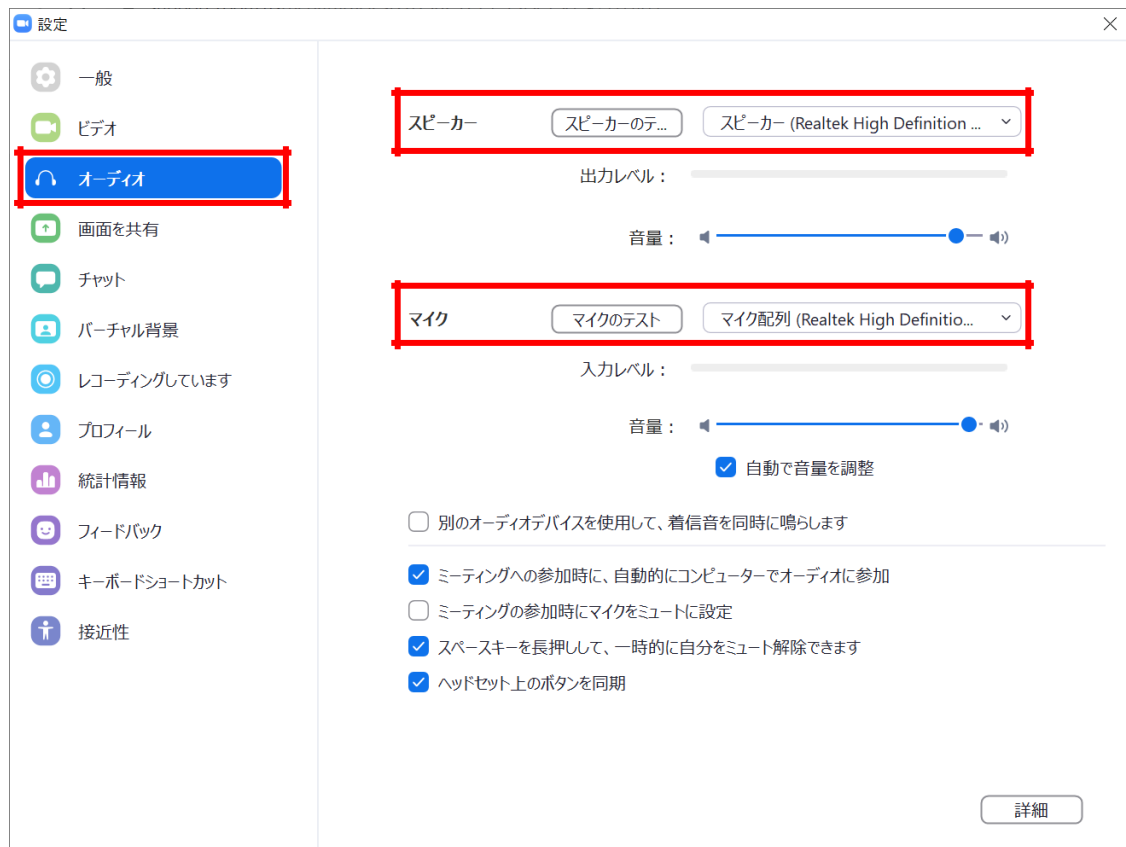 設定
一般
ビデオ
オーディオ
画面を共有
チャット
バーチャル背景
レコーディングしています
プロフィール
統計情報
フィードバック
キーボードショートカット
接近性
スピーカー スピーカーのテ... スピーカー (Realtek High Definition ...
出力レベル：
音量：
マイク マイクのテスト マイク配列 (Realtek High Definitio...
入力レベル：
音量：
自動で音量を調整
別のオーディオデバイスを使用して、着信音を同時に鳴らします
ミーティングへの参加時に、自動的にコンピューターでオーディオに参加
ミーティングの参加時にマイクをミュートに設定
スペースキーを長押しして、一時的に自分をミュート解除できます
ヘッドセット上のボタンを同期
詳細